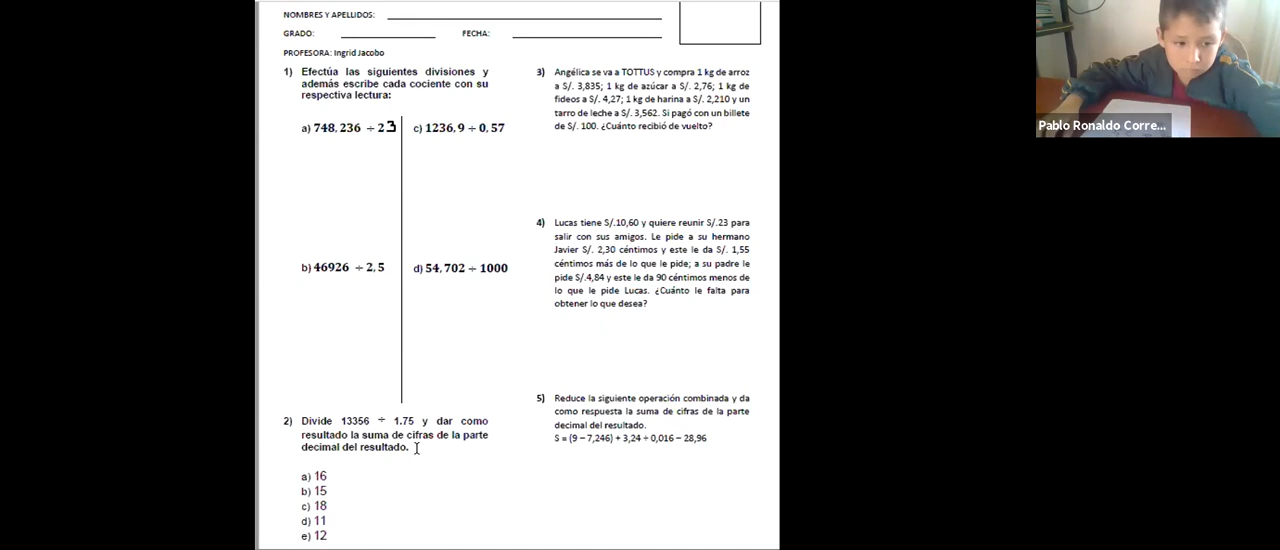 NOMBRES Y APELLIDOS:
GRADO: FECHA:
PROFESORA: Ingrid Jacobo
1) Efectúa las siguientes divisiones y
además escribe cada cociente con su
respectiva lectura:
a) 748,236 ÷ 23
c) 1236,9 ÷ 0,57
b) 46926 ÷ 2,5
d) 54,702 ÷ 1000
2) Divide 13356 ÷ 1.75 y dar como
resultado la suma de cifras de la parte
decimal del resultado.
a) 16
b) 15
c) 18
d) 11
e) 12
3) Angélica se va a TOTTUS y compra 1 kg de arroz
a S/. 3,835; 1 kg de azúcar a S/. 2,76; 1 kg de
fideos a S/. 4,27; 1 kg de harina a S/. 2,210 y un
tarro de leche a S/. 3,562. Si pagó con un billete
de S/. 100. ¿Cuánto recibió de vuelto?
4) Lucas tiene S/.10,60 y quiere reunir S/.23 para
salir con sus amigos. Le pide a su hermano
Javier S/. 2,30 céntimos y este le da S/. 1,55
céntimos más de lo que le pide; a su padre le
pide S/.4,84 y este le da 90 céntimos menos de
lo que le pide Lucas. ¿Cuánto le falta para
obtener lo que desea?
5) Reduce la siguiente operación combinada y da
como respuesta la suma de cifras de la parte
decimal del resultado.
S = (9 – 7,246) + 3,24 ÷ 0,016 – 28,96
Pablo Ronaldo Corre...